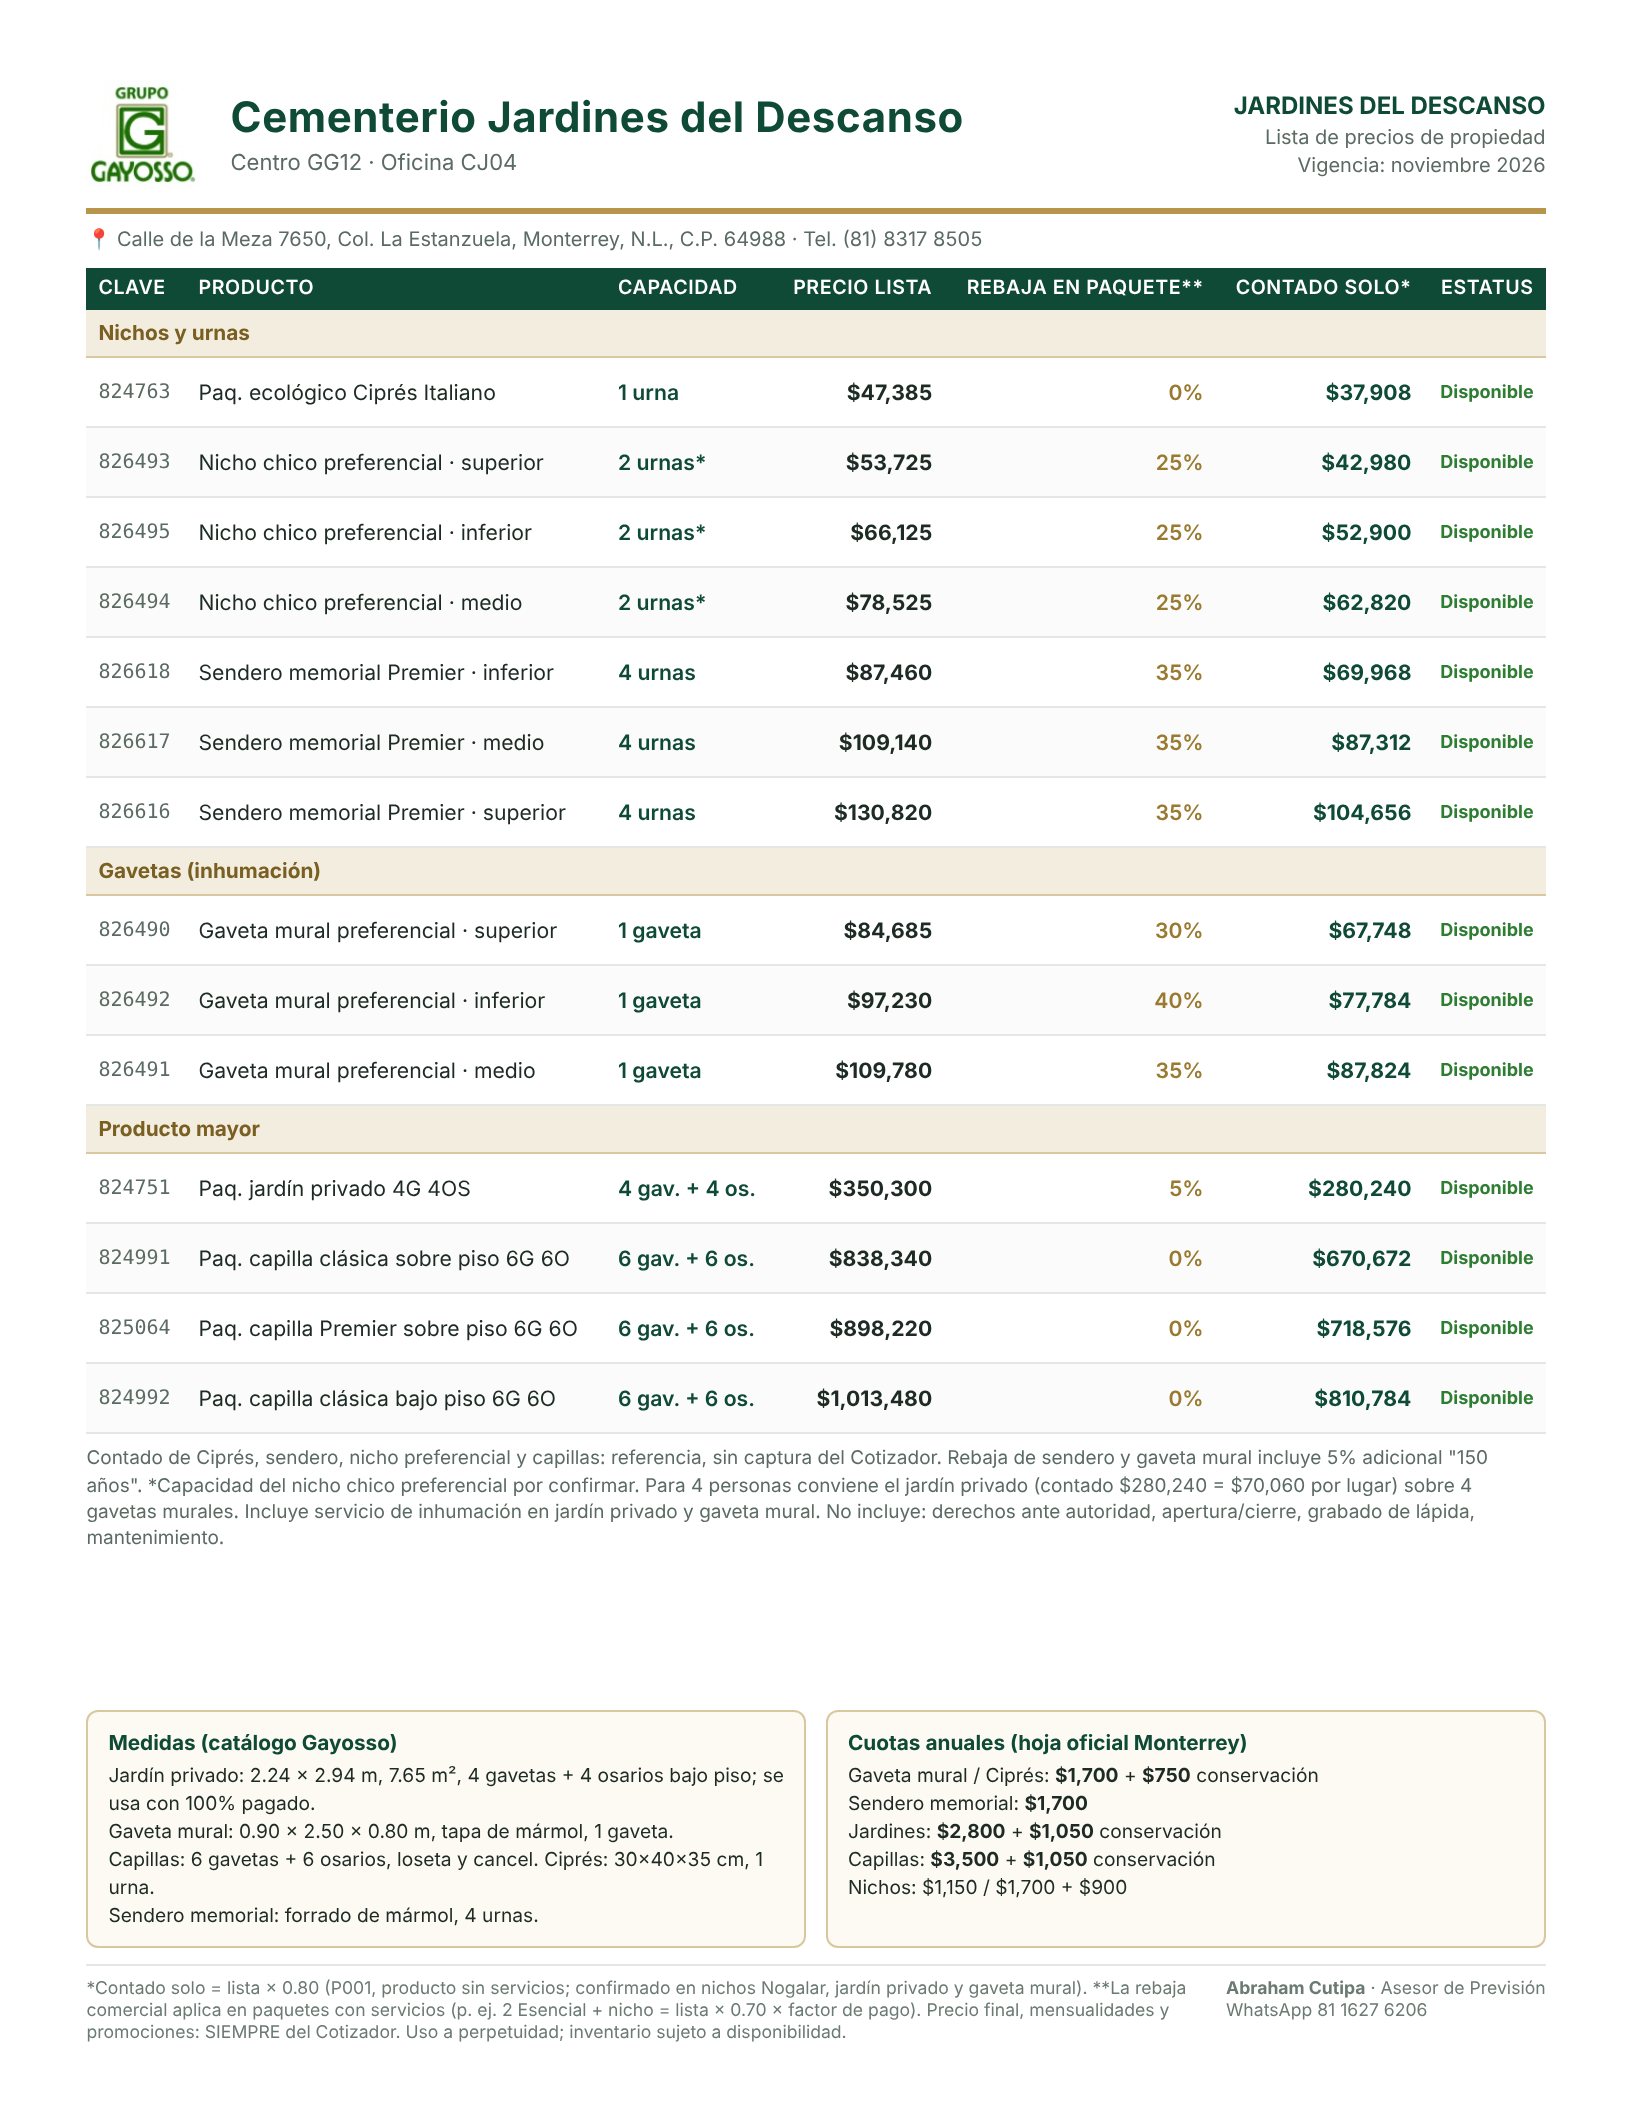 GRUPO
G
GAYOSSO
Cementerio Jardines del Descanso
Centro GG12 · Oficina CJ04
JARDINES DEL DESCANSO
Lista de precios de propiedad
Vigencia: noviembre 2026
📍 Calle de la Meza 7650, Col. La Estanzuela, Monterrey, N.L., C.P. 64988 · Tel. (81) 8317 8505
CLAVE PRODUCTO CAPACIDAD PRECIO LISTA REBAJA EN PAQUETE** CONTADO SOLO* ESTATUS
Nichos y urnas
824763 Paq. ecológico Ciprés Italiano 1 urna $47,385 0% $37,908 Disponible
826493 Nicho chico preferencial · superior 2 urnas* $53,725 25% $42,980 Disponible
826495 Nicho chico preferencial · inferior 2 urnas* $66,125 25% $52,900 Disponible
826494 Nicho chico preferencial · medio 2 urnas* $78,525 25% $62,820 Disponible
826618 Sendero memorial Premier · inferior 4 urnas $87,460 35% $69,968 Disponible
826617 Sendero memorial Premier · medio 4 urnas $109,140 35% $87,312 Disponible
826616 Sendero memorial Premier · superior 4 urnas $130,820 35% $104,656 Disponible
Gavetas (inhumación)
826490 Gaveta mural preferencial · superior 1 gaveta $84,685 30% $67,748 Disponible
826492 Gaveta mural preferencial · inferior 1 gaveta $97,230 40% $77,784 Disponible
826491 Gaveta mural preferencial · medio 1 gaveta $109,780 35% $87,824 Disponible
Producto mayor
824751 Paq. jardín privado 4G 4OS 4 gav. + 4 os. $350,300 5% $280,240 Disponible
824991 Paq. capilla clásica sobre piso 6G 6O 6 gav. + 6 os. $838,340 0% $670,672 Disponible
825064 Paq. capilla Premier sobre piso 6G 6O 6 gav. + 6 os. $898,220 0% $718,576 Disponible
824992 Paq. capilla clásica bajo piso 6G 6O 6 gav. + 6 os. $1,013,480 0% $810,784 Disponible
Contado de Ciprés, sendero, nicho preferencial y capillas: referencia, sin captura del Cotizador. Rebaja de sendero y gaveta mural incluye 5% adicional "150
años". *Capacidad del nicho chico preferencial por confirmar. Para 4 personas conviene el jardín privado (contado $280,240 = $70,060 por lugar) sobre 4
gavetas murales. Incluye servicio de inhumación en jardín privado y gaveta mural. No incluye: derechos ante autoridad, apertura/cierre, grabado de lápida,
mantenimiento.
Medidas (catálogo Gayosso)
Jardín privado: 2.24 × 2.94 m, 7.65 m², 4 gavetas + 4 osarios bajo piso; se
usa con 100% pagado.
Gaveta mural: 0.90 × 2.50 × 0.80 m, tapa de mármol, 1 gaveta.
Capillas: 6 gavetas + 6 osarios, loseta y cancel. Ciprés: 30×40×35 cm, 1
urna.
Sendero memorial: forrado de mármol, 4 urnas.
Cuotas anuales (hoja oficial Monterrey)
Gaveta mural / Ciprés: $1,700 + $750 conservación
Sendero memorial: $1,700
Jardines: $2,800 + $1,050 conservación
Capillas: $3,500 + $1,050 conservación
Nichos: $1,150 / $1,700 + $900
*Contado solo = lista × 0.80 (P001, producto sin servicios; confirmado en nichos Nogalar, jardín privado y gaveta mural). **La rebaja
comercial aplica en paquetes con servicios (p. ej. 2 Esencial + nicho = lista × 0.70 × factor de pago). Precio final, mensualidades y
promociones: SIEMPRE del Cotizador. Uso a perpetuidad; inventario sujeto a disponibilidad.
Abraham Cutipa · Asesor de Previsión
WhatsApp 81 1627 6206